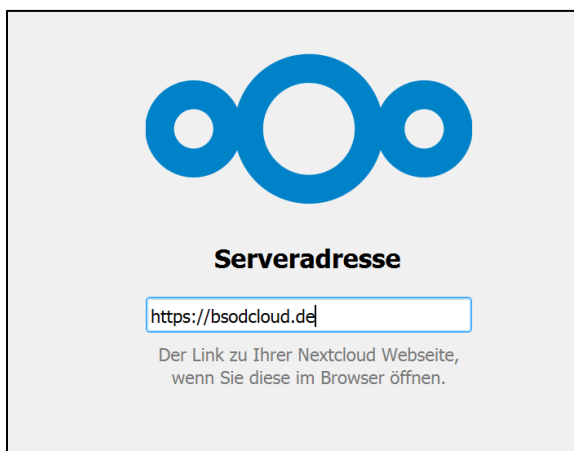 Serveradresse
https://bsodcloud.de
Der Link zu Ihrer Nextcloud Webseite,
wenn Sie diese im Browser öffnen.